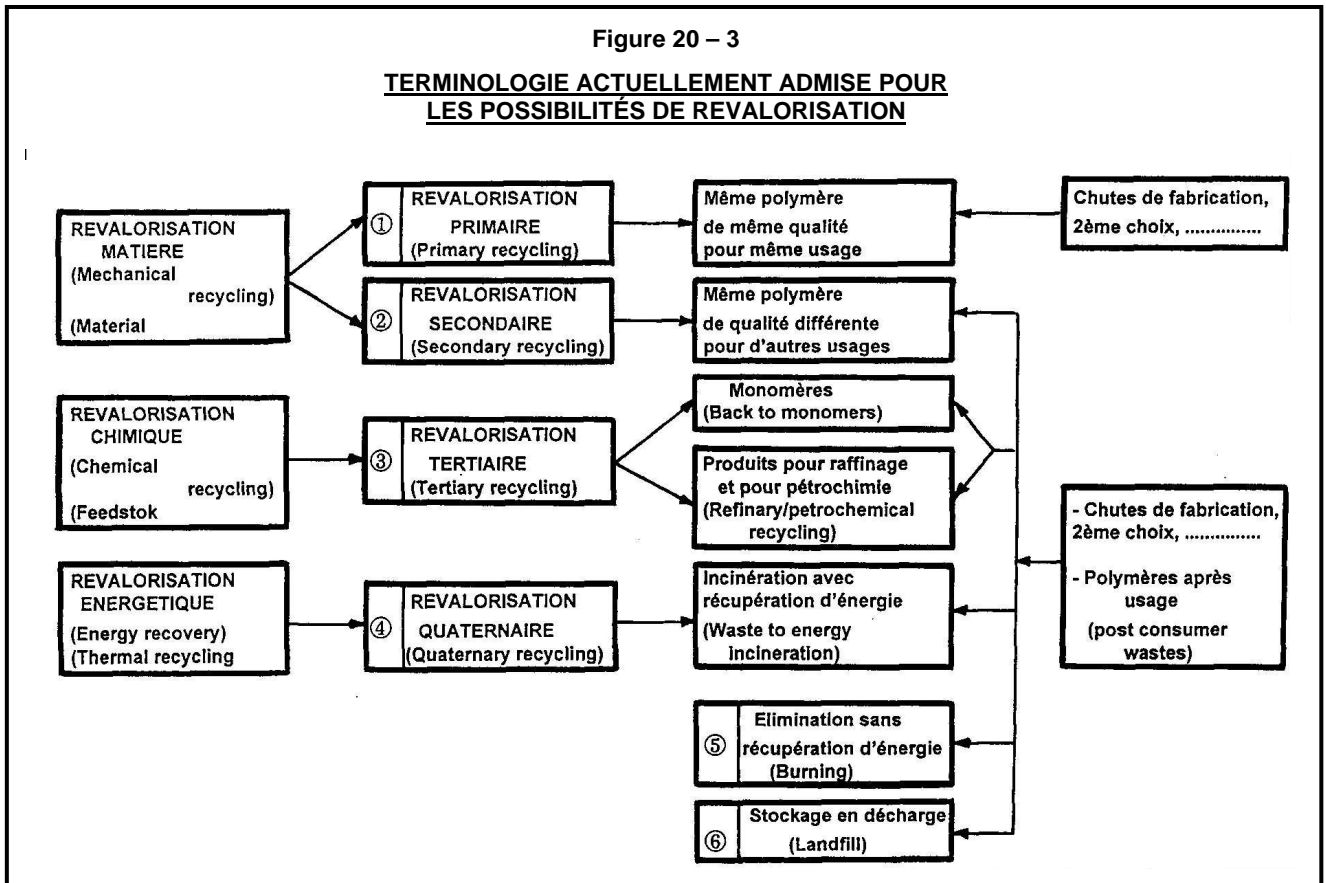 Figure 20 – 3
TERMINOLOGIE ACTUELLEMENT ADMISE POUR
LES POSSIBILITÉS DE REVALORISATION
REVALORISATION
MATIERE
(Mechanical
recycling)
(Material
①
REVALORISATION
PRIMAIRE
(Primary recycling)
Même polymère
de même qualité
pour même usage
Chutes de fabrication,
2ème choix, ...............
②
REVALORISATION
SECONDAIRE
(Secondary recycling)
Même polymère
de qualité différente
pour d'autres usages
REVALORISATION
CHIMIQUE
(Chemical
recycling)
(Feedstok
③
REVALORISATION
TERTIAIRE
(Tertiary recycling)
Monomères
(Back to monomers)
Produits pour raffinage
et pour pétrochimie
(Refinary/petrochemical
recycling)
- Chutes de fabrication,
2ème choix, ...............
- Polymères après
usage
(post consumer
wastes)
REVALORISATION
ENERGETIQUE
(Energy recovery)
(Thermal recycling
④
REVALORISATION
QUATERNAIRE
(Quaternary recycling)
Incinération avec
récupération d'énergie
(Waste to energy
incineration)
⑤
Elimination sans
récupération d'énergie
(Burning)
⑥
Stockage en décharge
(Landfill)